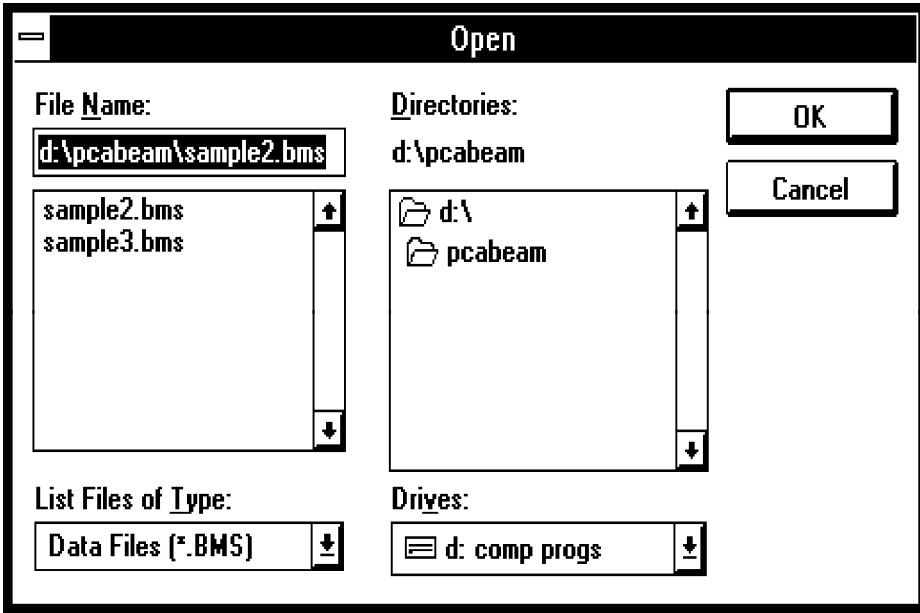 Open
File Name:
d:\pcabeam\sample2.bms
sample2.bms
sample3.bms
List Files of Type:
Data Files (*.BMS)
Directories:
d:\pcabeam
d:\
pcabeam
Drives:
d: comp progs
OK
Cancel